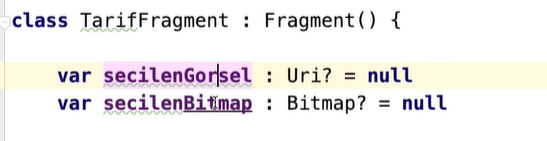 class TarifFragment : Fragment() {
var secilenGorsel : Uri? = null
var secilenBitmap : Bitmap? = null